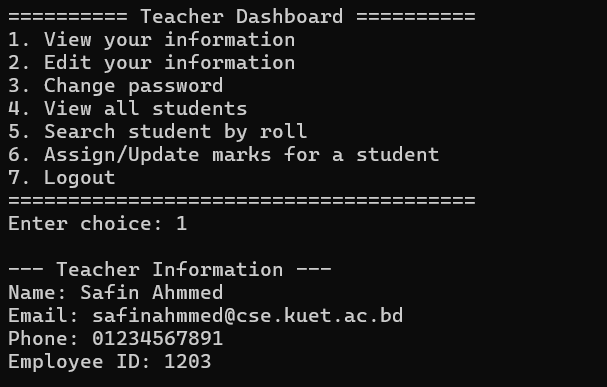 ========== Teacher Dashboard ==========
1. View your information
2. Edit your information
3. Change password
4. View all students
5. Search student by roll
6. Assign/Update marks for a student
7. Logout
=======================================
Enter choice: 1

--- Teacher Information ---
Name: Safin Ahmmed
Email: safinahmmed@cse.kuet.ac.bd
Phone: 01234567891
Employee ID: 1203